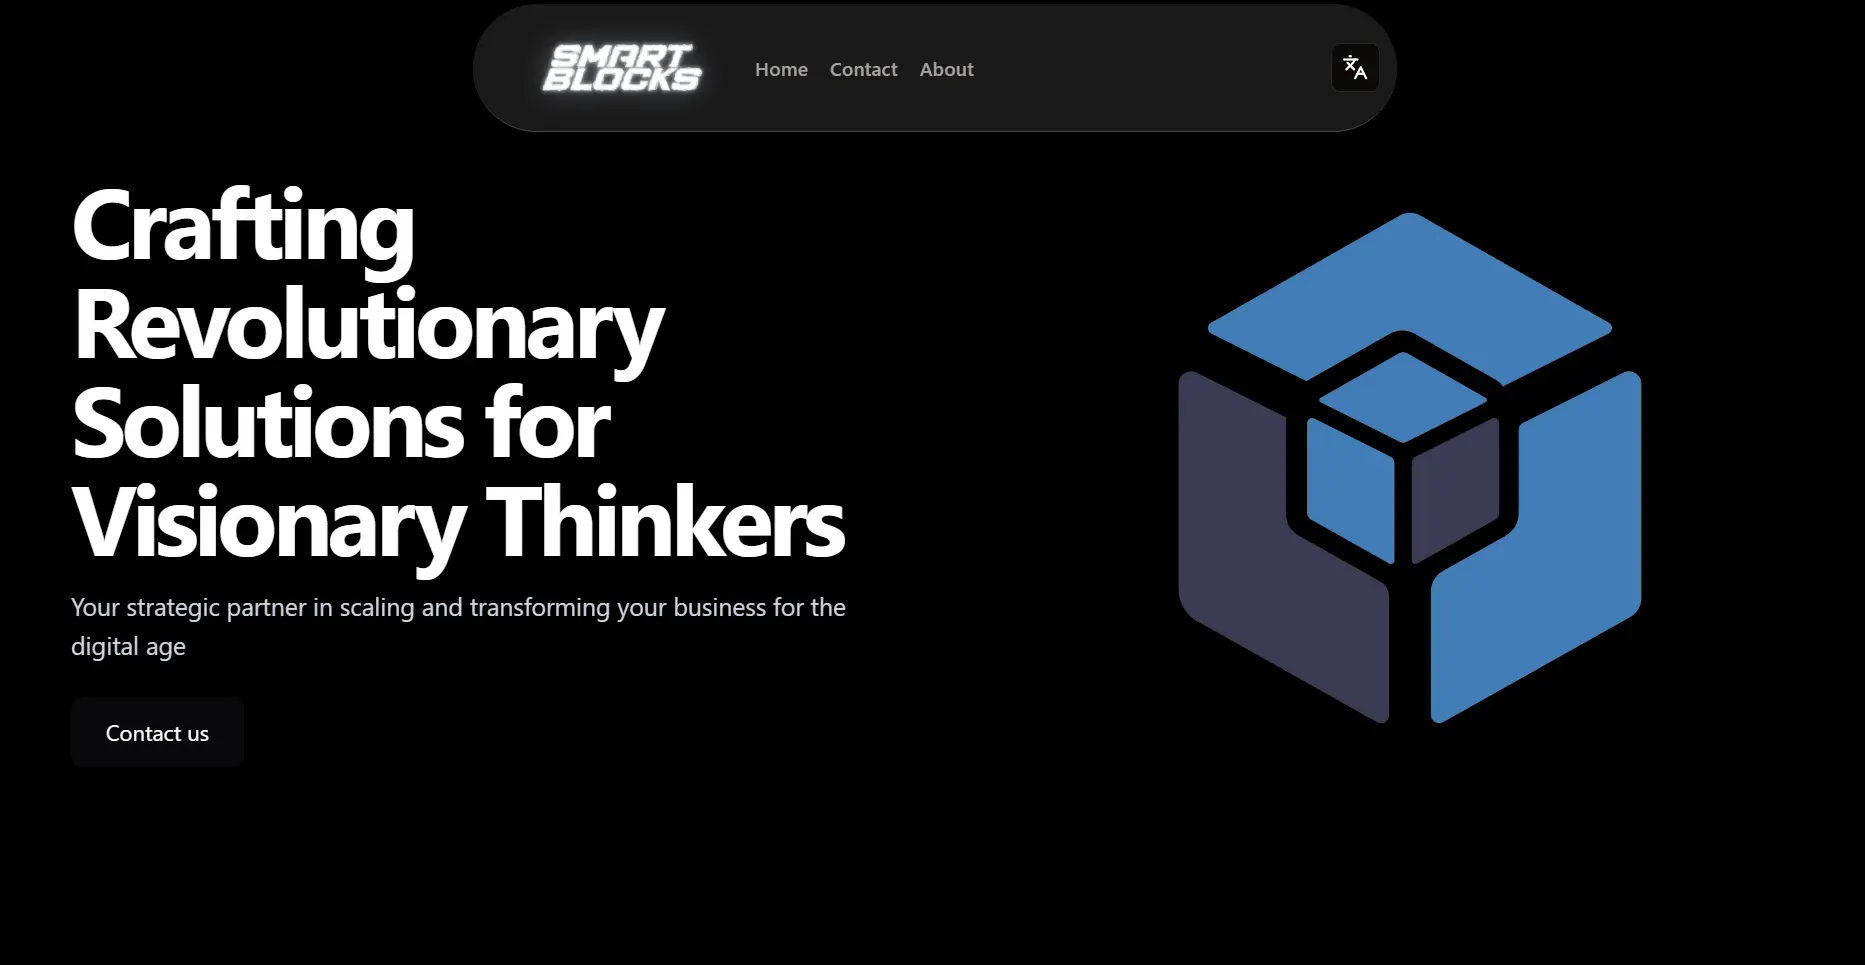 SMART
BLOCKS
Home Contact About
Crafting
Revolutionary
Solutions for
Visionary Thinkers
Your strategic partner in scaling and transforming your business for the
digital age
Contact us